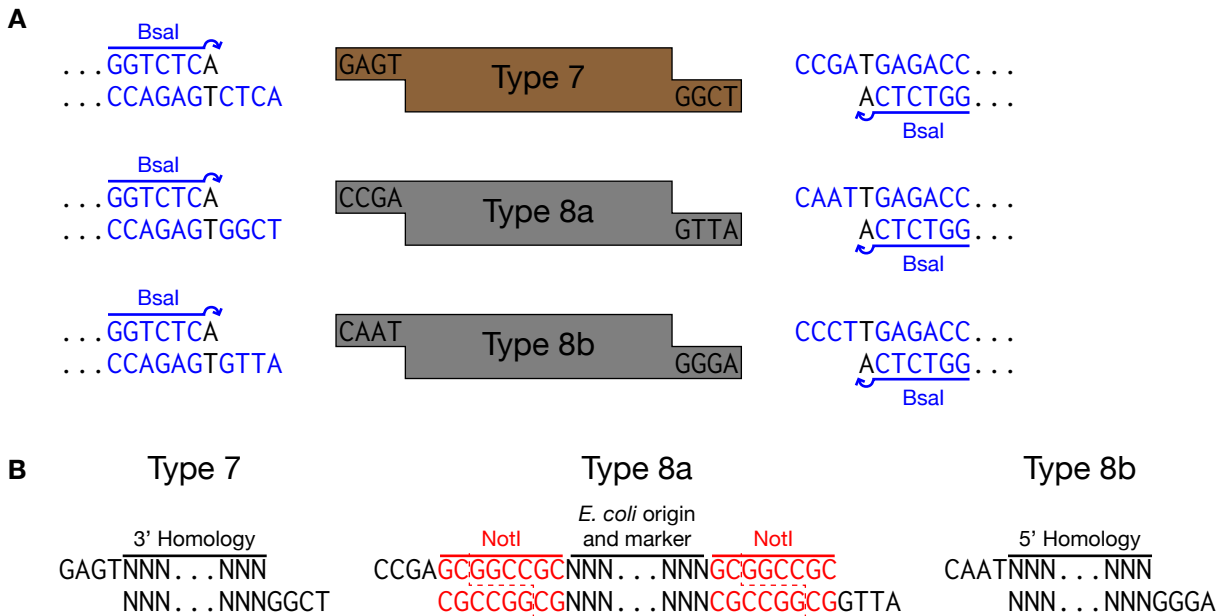 A
BsaI
...GGTCTCA GAGT Type 7 CCGATGAGACC...
...CCAGAGTCTCA GGCT ACTCTGG...
BsaI
BsaI
...GGTCTCA CCGA Type 8a CAATTGAGACC...
...CCAGAGTGGCT GTTA ACTCTGG...
BsaI
BsaI
...GGTCTCA CAAT Type 8b CCCTTGAGACC...
...CCAGAGTGTTA GGGA ACTCTGG...
BsaI
B Type 7 Type 8a Type 8b
3' Homology NotI E. coli origin and marker NotI 5' Homology
GAGTNNN...NNN CCGAGCGGCCGCNNN...NNNGCGGCCGC CAATNNN...NNN
NNN...NNNGGCT CGCCGGCGNNN...NNNCGCCGGCGGTTA NNN...NNNGGGA